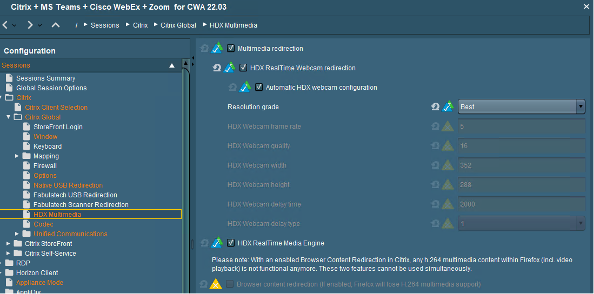 Citrix + MS Teams + Cisco WebEx + Zoom for CWA 22.03
/ Sessions Citrix Citrix Global HDX Multimedia
Configuration
Sessions
Sessions Summary
Global Session Options
Citrix
Citrix Client Selection
Citrix Global
StoreFront Login
Window
Keyboard
Mapping
Firewall
Options
Native USB Redirection
Fabulatech USB Redirection
Fabulatech Scanner Redirection
HDX Multimedia
Codec
Unified Communications
Citrix StoreFront
Citrix Self-Service
RDP
Horizon Client
Appliance Mode
Multimedia redirection
HDX RealTime Webcam redirection
Automatic HDX webcam configuration
Resolution grade Best
HDX Webcam frame rate 5
HDX Webcam quality 16
HDX Webcam width 352
HDX Webcam height 288
HDX Webcam delay time 2000
HDX Webcam delay type 1
HDX RealTime Media Engine
Please note: With an enabled Browser Content Redirection in Citrix, any h.264 multimedia content within Firefox (incl. video
playback) is not functional anymore. These two features cannot be used simultaneously.
Browser content redirection (If enabled, Firefox will lose H.264 multimedia support)